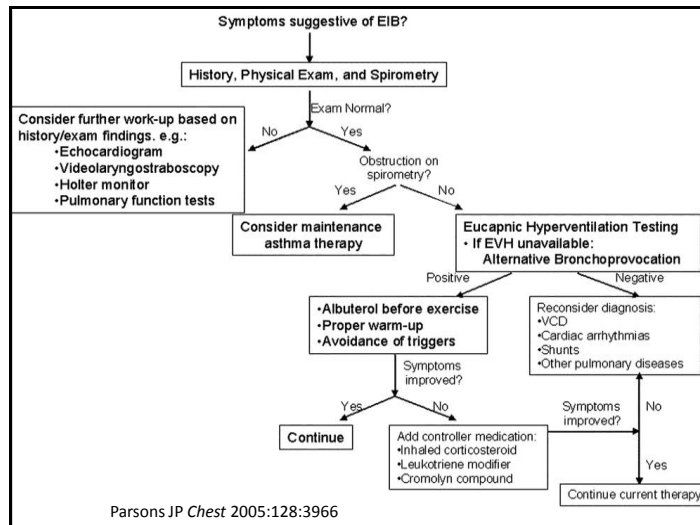 Symptoms suggestive of EIB?
History, Physical Exam, and Spirometry
Exam Normal?
Consider further work-up based on
history/exam findings. e.g.:
•Echocardiogram
•Videolaryngostraboscopy
•Holter monitor
•Pulmonary function tests
No
Yes
Obstruction on
spirometry?
Yes
No
Consider maintenance
asthma therapy
Eucapnic Hyperventilation Testing
• If EVH unavailable:
Alternative Bronchoprovocation
Positive
Negative
•Albuterol before exercise
•Proper warm-up
•Avoidance of triggers
Reconsider diagnosis:
•VCD
•Cardiac arrhythmias
•Shunts
•Other pulmonary diseases
Symptoms
improved?
Yes
No
Continue
Add controller medication:
•Inhaled corticosteroid
•Leukotriene modifier
•Cromolyn compound
Symptoms
improved?
No
Yes
Continue current therapy
Parsons JP Chest 2005:128:3966